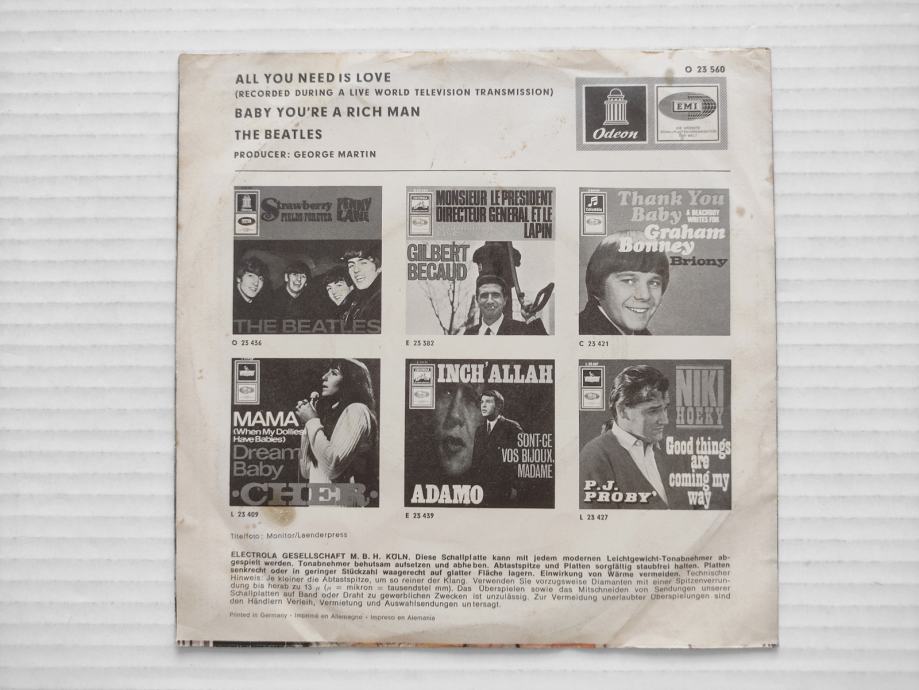 ALL YOU NEED IS LOVE
(RECORDED DURING A LIVE WORLD TELEVISION TRANSMISSION)
BABY YOU'RE A RICH MAN
THE BEATLES
PRODUCER: GEORGE MARTIN
O 23 560
Odeon
EMI
Strawberry
FIELDS FOREVER
PENNY
LANE
THE BEATLES
O 23 436
MONSIEUR LE PRESIDENT
DIRECTEUR GENERAL ET LE
LAPIN
GILBERT
BECAUD
E 23 382
Thank You
Baby
A BEACHBOY
WRITES FOR
Graham
Bonney
Briony
C 23 421
MAMA
(When My Dollies
Have Babies)
Dream
Baby
·CHER·
L 23 409
INCH'ALLAH
SONT-CE
VOS BIJOUX,
MADAME
ADAMO
E 23 439
NIKI
HOEKY
Good things
are
coming my
way
P.J.
PROBY
L 23 427
Titelfoto: Monitor/Laenderpress
ELECTROLA GESELLSCHAFT M. B. H. KÖLN. Diese Schallplatte kann mit jedem modernen Leichtgewicht-Tonabnehmer ab-
gespielt werden. Tonabnehmer behutsam aufsetzen und abheben. Abtastspitze und Platten sorgfältig staubfrei halten. Platten
senkrecht oder in geringer Stückzahl waagerecht auf glatter Fläche lagern. Einwirkung von Wärme vermeiden. Technischer
Hinweis: Je kleiner die Abtastspitze, um so reiner der Klang. Verwenden Sie vorzugsweise Diamanten mit einer Spitzenverrun-
dung bis herab zu 13 µ (µ = mikron = tausendstel mm). Das Überspielen sowie das Mitschneiden von Sendungen unserer
Schallplatten auf Band oder Draht zu gewerblichen Zwecken ist unzulässig. Zur Vermeidung unerlaubter Überspielungen sind
den Händlern Verleih, Vermietung und Auswahlsendungen untersagt.
Printed in Germany · Imprimé en Allemagne · Impreso en Alemania